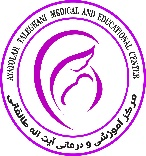 AYATOLLAH TALEGHANI MEDICAL AND EDUCATIONAL CENTER
مرکز آموزشی و درمانی آیت اله طالقانی